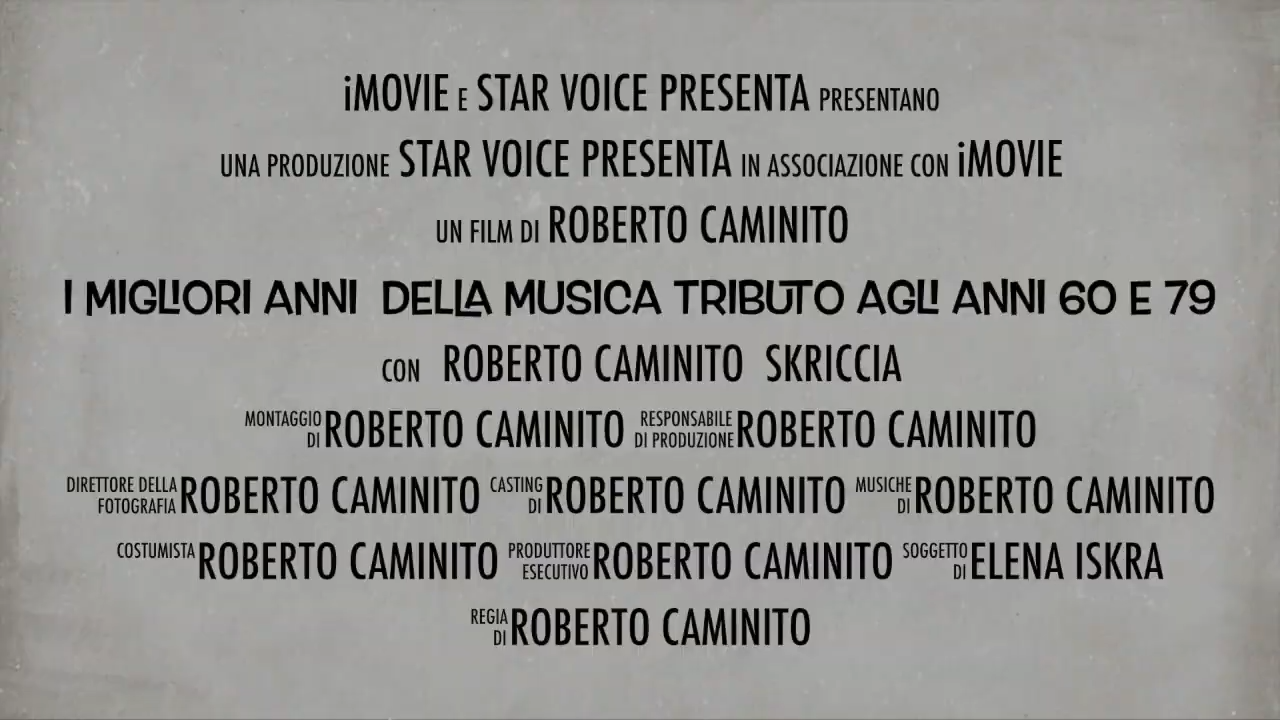 iMOVIE E STAR VOICE PRESENTA PRESENTANO
UNA PRODUZIONE STAR VOICE PRESENTA IN ASSOCIAZIONE CON iMOVIE
UN FILM DI ROBERTO CAMINITO
I MIGLIORI ANNI DELLA MUSICA TRIBUTO AGLI ANNI 60 E 79
CON ROBERTO CAMINITO SKRICCIA
MONTAGGIO DI ROBERTO CAMINITO RESPONSABILE DI PRODUZIONE ROBERTO CAMINITO
DIRETTORE DELLA FOTOGRAFIA ROBERTO CAMINITO CASTING DI ROBERTO CAMINITO MUSICHE DI ROBERTO CAMINITO
COSTUMISTA ROBERTO CAMINITO PRODUTTORE ESECUTIVO ROBERTO CAMINITO SOGGETTO DI ELENA ISKRA
REGIA DI ROBERTO CAMINITO